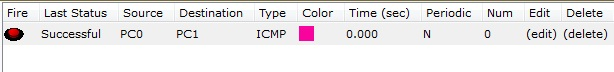 Fire Last Status Source Destination Type Color Time (sec) Periodic Num Edit Delete
Successful PC0 PC1 ICMP 0.000 N 0 (edit) (delete)